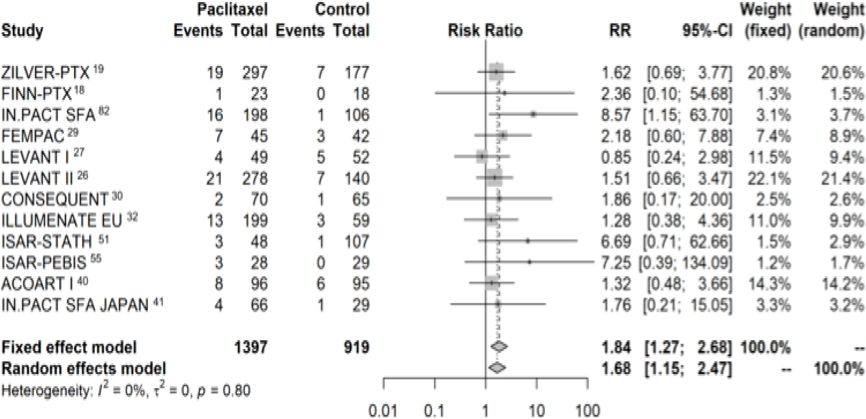 Paclitaxel Control Weight Weight
Study Events Total Events Total Risk Ratio RR 95%-CI (fixed) (random)
ZILVER-PTX 19 19 297 7 177 1.62 [0.69; 3.77] 20.8% 20.6%
FINN-PTX 18 1 23 0 18 2.36 [0.10; 54.68] 1.3% 1.5%
IN.PACT SFA 82 16 198 1 106 8.57 [1.15; 63.70] 3.1% 3.7%
FEMPAC 29 7 45 3 42 2.18 [0.60; 7.88] 7.4% 8.9%
LEVANT I 27 4 49 5 52 0.85 [0.24; 2.98] 11.5% 9.4%
LEVANT II 26 21 278 7 140 1.51 [0.66; 3.47] 22.1% 21.4%
CONSEQUENT 30 2 70 1 65 1.86 [0.17; 20.00] 2.5% 2.6%
ILLUMENATE EU 32 13 199 3 59 1.28 [0.38; 4.36] 11.0% 9.9%
ISAR-STATH 51 3 48 1 107 6.69 [0.71; 62.66] 1.5% 2.9%
ISAR-PEBIS 55 3 28 0 29 7.25 [0.39; 134.09] 1.2% 1.7%
ACOART I 40 8 96 6 95 1.32 [0.48; 3.66] 14.3% 14.2%
IN.PACT SFA JAPAN 41 4 66 1 29 1.76 [0.21; 15.05] 3.3% 3.2%
Fixed effect model 1397 919 1.84 [1.27; 2.68] 100.0% --
Random effects model 1.68 [1.15; 2.47] -- 100.0%
Heterogeneity: I² = 0%, τ² = 0, p = 0.80
0.01 0.1 1 10 100